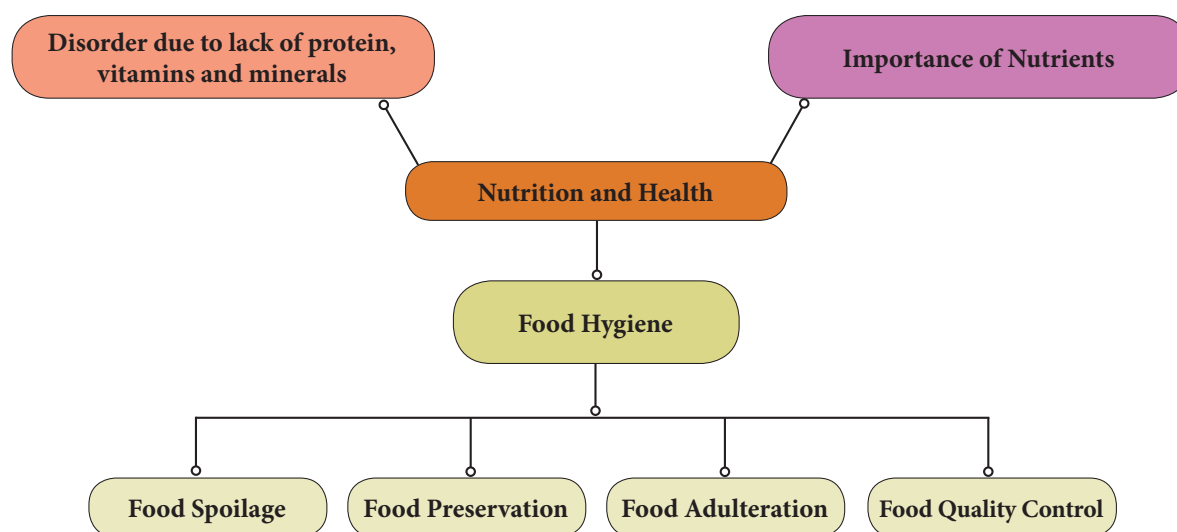 Disorder due to lack of protein,
vitamins and minerals
Importance of Nutrients
Nutrition and Health
Food Hygiene
Food Spoilage
Food Preservation
Food Adulteration
Food Quality Control